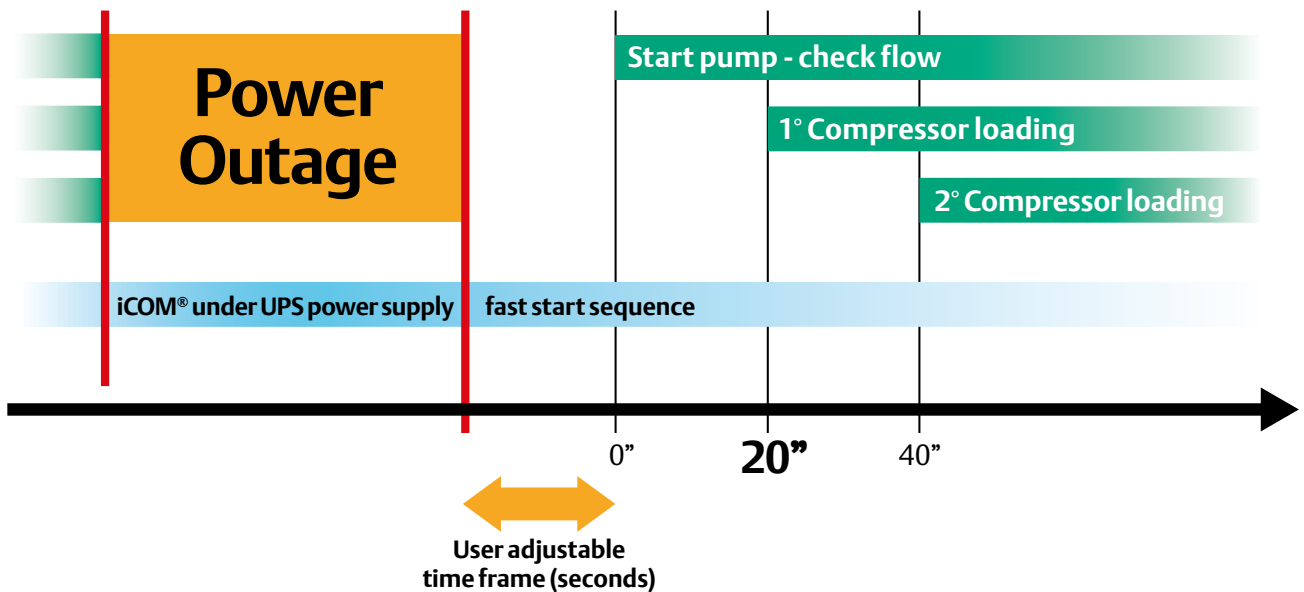 Power
Outage
Start pump - check flow
1° Compressor loading
2° Compressor loading
iCOM® under UPS power supply
fast start sequence
0”
20”
40”
User adjustable
time frame (seconds)